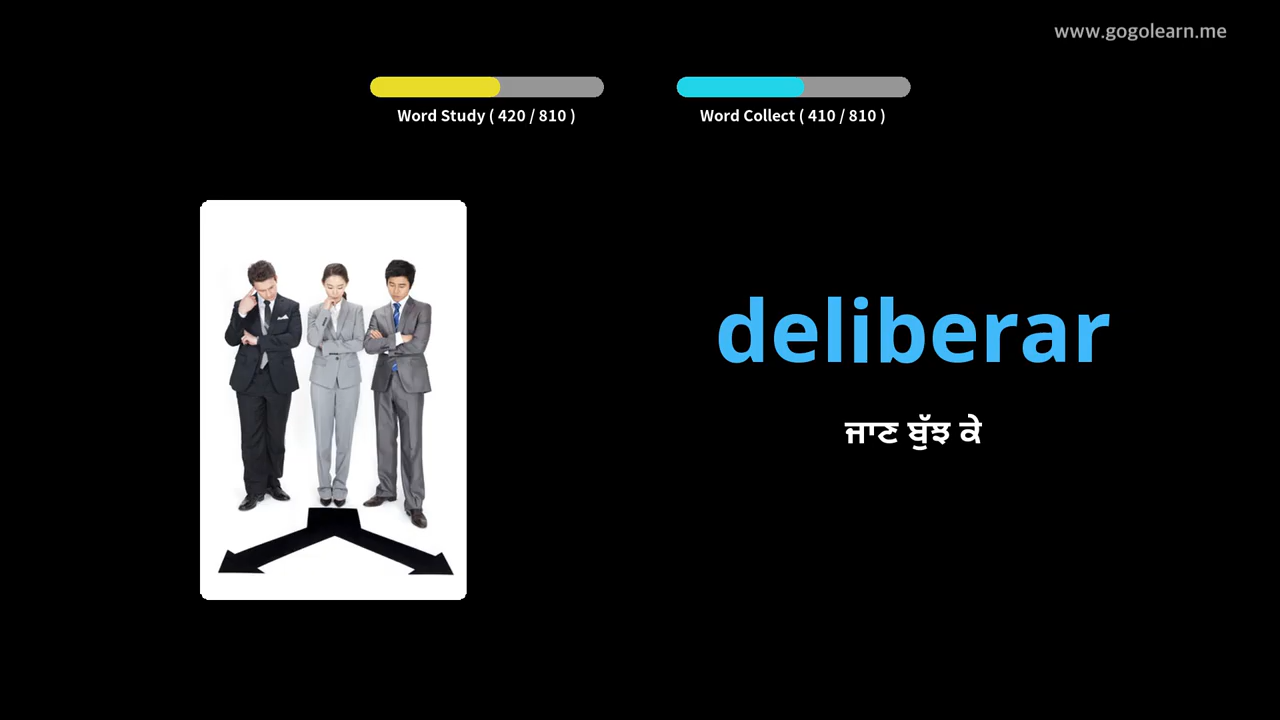 www.gogolearn.me
Word Study ( 420 / 810 )
Word Collect ( 410 / 810 )
deliberar
ਜਾਣ ਬੁੱਝ ਕੇ